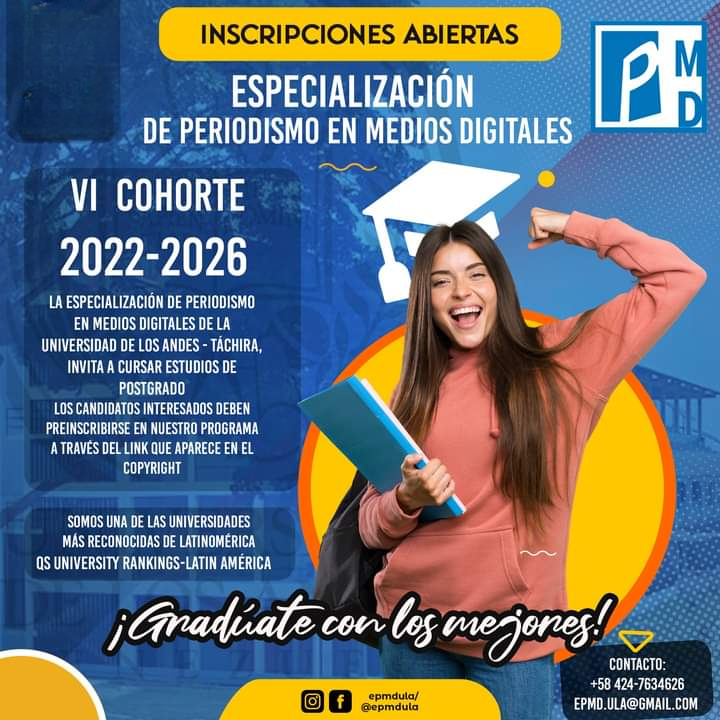 INSCRIPCIONES ABIERTAS
ESPECIALIZACIÓN
DE PERIODISMO EN MEDIOS DIGITALES
P M D
VI COHORTE
2022-2026
LA ESPECIALIZACIÓN DE PERIODISMO
EN MEDIOS DIGITALES DE LA
UNIVERSIDAD DE LOS ANDES - TÁCHIRA,
INVITA A CURSAR ESTUDIOS DE
POSTGRADO
LOS CANDIDATOS INTERESADOS DEBEN
PREINSCRIBIRSE EN NUESTRO PROGRAMA
A TRAVÉS DEL LINK QUE APARECE EN EL
COPYRIGHT
SOMOS UNA DE LAS UNIVERSIDADES
MÁS RECONOCIDAS DE LATINOMÉRICA
QS UNIVERSITY RANKINGS-LATIN AMÉRICA
¡Gradúate con los mejores!
epmdula/
@epmdula
CONTACTO:
+58 424-7634626
EPMD.ULA@GMAIL.COM